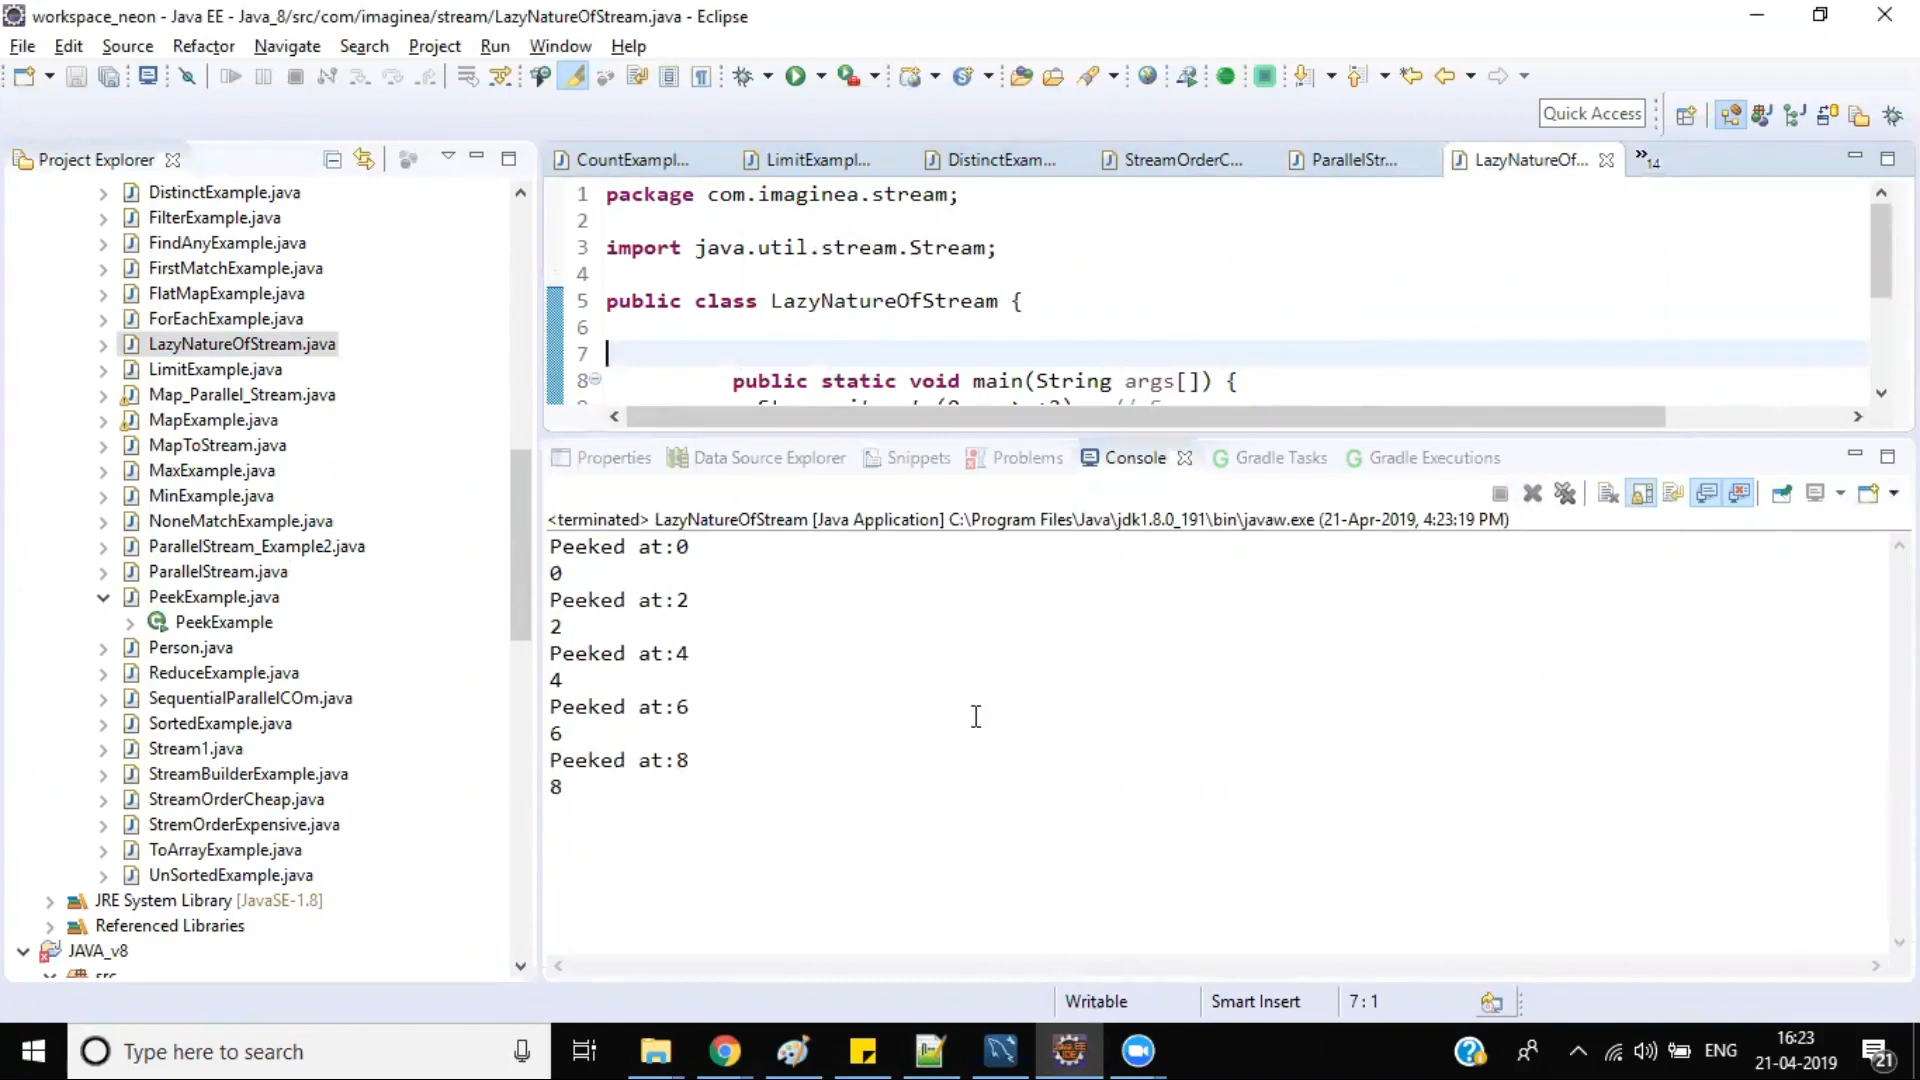 workspace_neon - Java EE - Java_8/src/com/imaginea/stream/LazyNatureOfStream.java - Eclipse
File Edit Source Refactor Navigate Search Project Run Window Help
Quick Access
Project Explorer
DistinctExample.java
FilterExample.java
FindAnyExample.java
FirstMatchExample.java
FlatMapExample.java
ForEachExample.java
LazyNatureOfStream.java
LimitExample.java
Map_Parallel_Stream.java
MapExample.java
MapToStream.java
MaxExample.java
MinExample.java
NoneMatchExample.java
ParallelStream_Example2.java
ParallelStream.java
PeekExample.java
PeekExample
Person.java
ReduceExample.java
SequentialParallelCOm.java
SortedExample.java
Stream1.java
StreamBuilderExample.java
StreamOrderCheap.java
StremOrderExpensive.java
ToArrayExample.java
UnSortedExample.java
JRE System Library [JavaSE-1.8]
Referenced Libraries
JAVA_v8
src
CountExampl... LimitExampl... DistinctExam... StreamOrderC... ParallelStr... LazyNatureOf... »14
1 package com.imaginea.stream;
2
3 import java.util.stream.Stream;
4
5 public class LazyNatureOfStream {
6
7
8 public static void main(String args[]) {
Properties Data Source Explorer Snippets Problems Console Gradle Tasks Gradle Executions
<terminated> LazyNatureOfStream [Java Application] C:\Program Files\Java\jdk1.8.0_191\bin\javaw.exe (21-Apr-2019, 4:23:19 PM)
Peeked at:0
0
Peeked at:2
2
Peeked at:4
4
Peeked at:6
6
Peeked at:8
8
Writable Smart Insert 7 : 1
Type here to search
ENG
16:23
21-04-2019
21